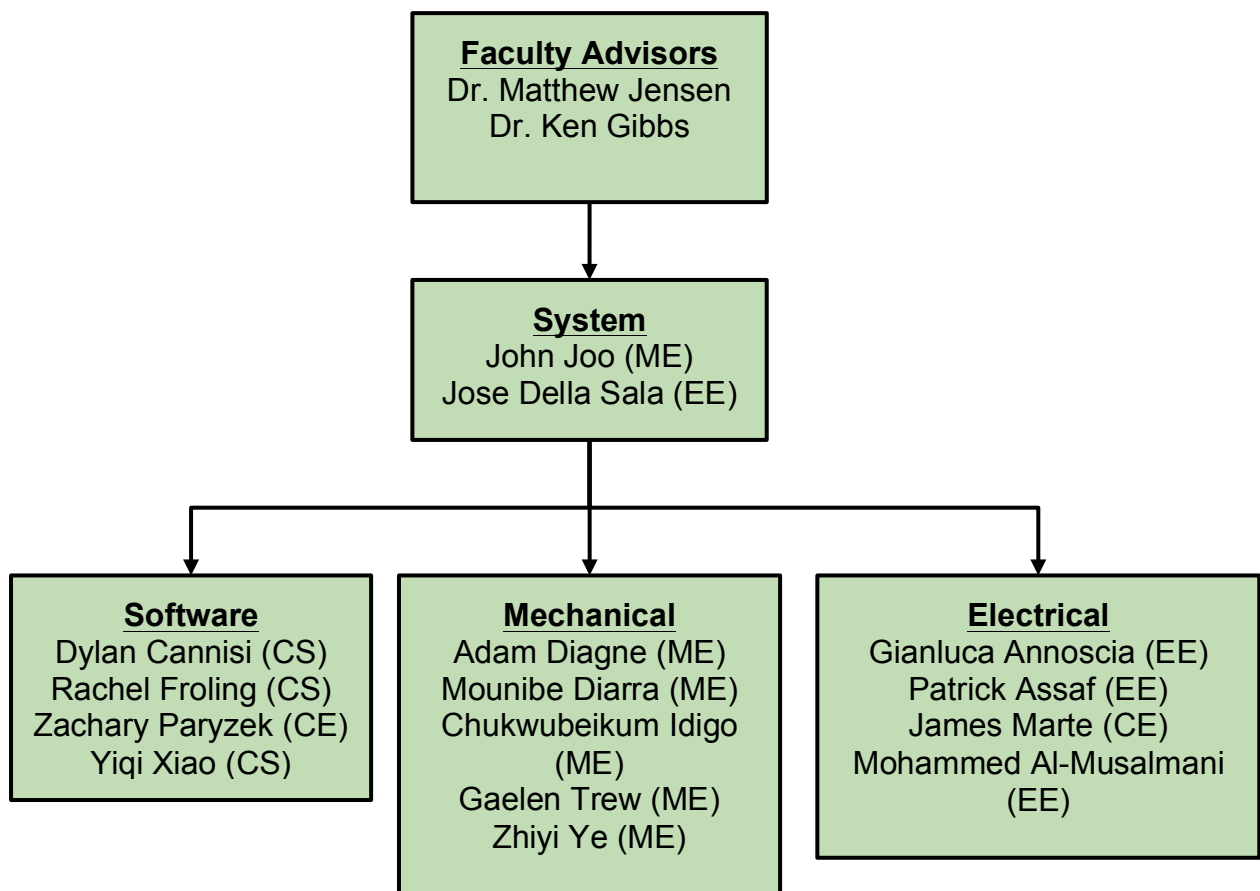 Faculty Advisors
Dr. Matthew Jensen
Dr. Ken Gibbs
System
John Joo (ME)
Jose Della Sala (EE)
Software
Dylan Cannisi (CS)
Rachel Froling (CS)
Zachary Paryzek (CE)
Yiqi Xiao (CS)
Mechanical
Adam Diagne (ME)
Mounibe Diarra (ME)
Chukwubeikum Idigo
(ME)
Gaelen Trew (ME)
Zhiyi Ye (ME)
Electrical
Gianluca Annoscia (EE)
Patrick Assaf (EE)
James Marte (CE)
Mohammed Al-Musalmani
(EE)